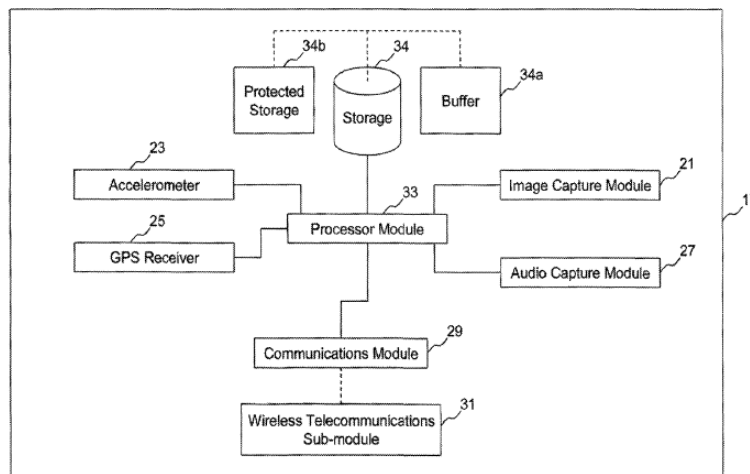 34b
34
34a
Protected
Storage
Storage
Buffer
23
Accelerometer
33
21
Image Capture Module
1
25
Processor Module
GPS Receiver
27
Audio Capture Module
29
Communications Module
31
Wireless Telecommunications
Sub-module